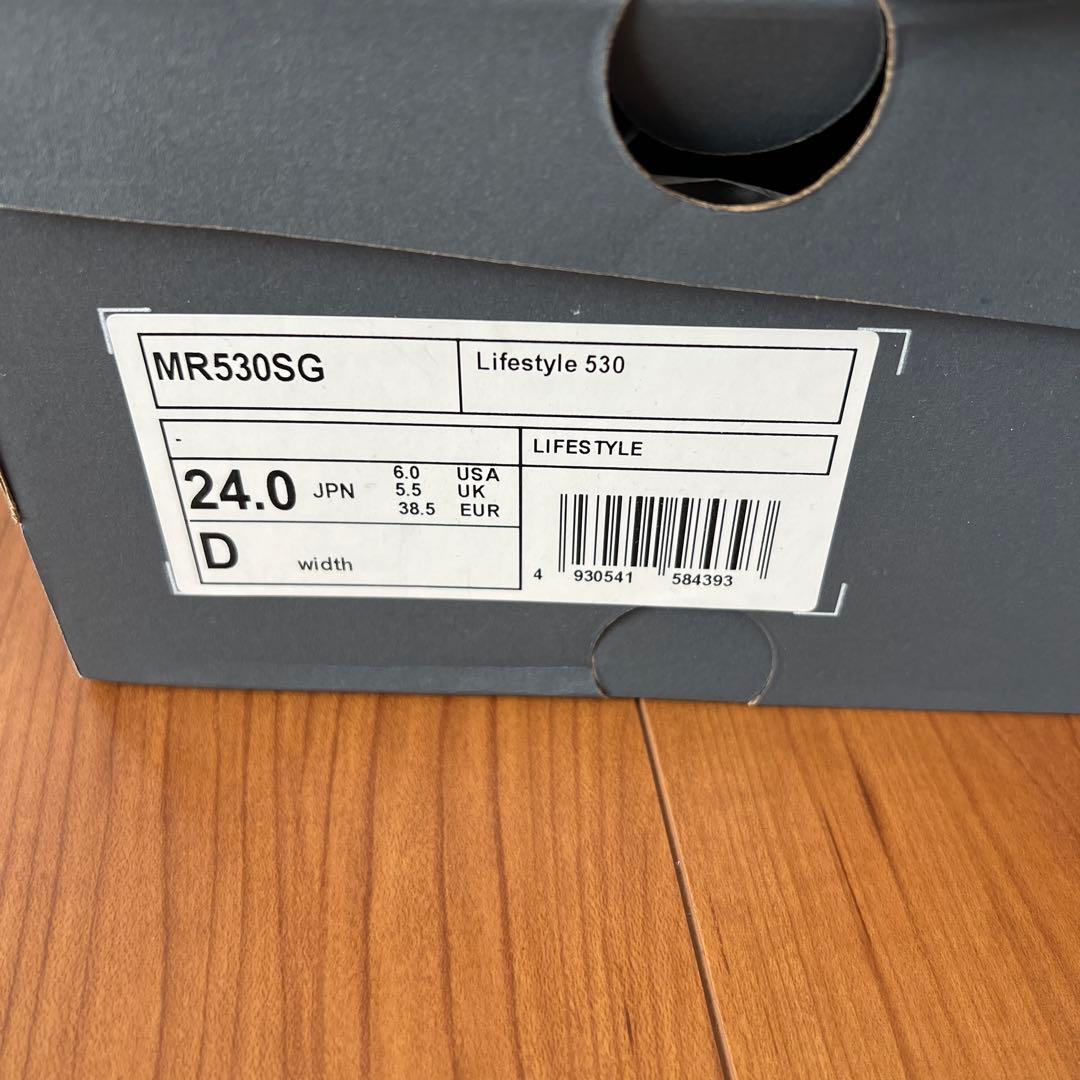 MR530SG
Lifestyle 530
-
LIFESTYLE
24.0 JPN
6.0 USA
5.5 UK
38.5 EUR
D width
4 930541 584393